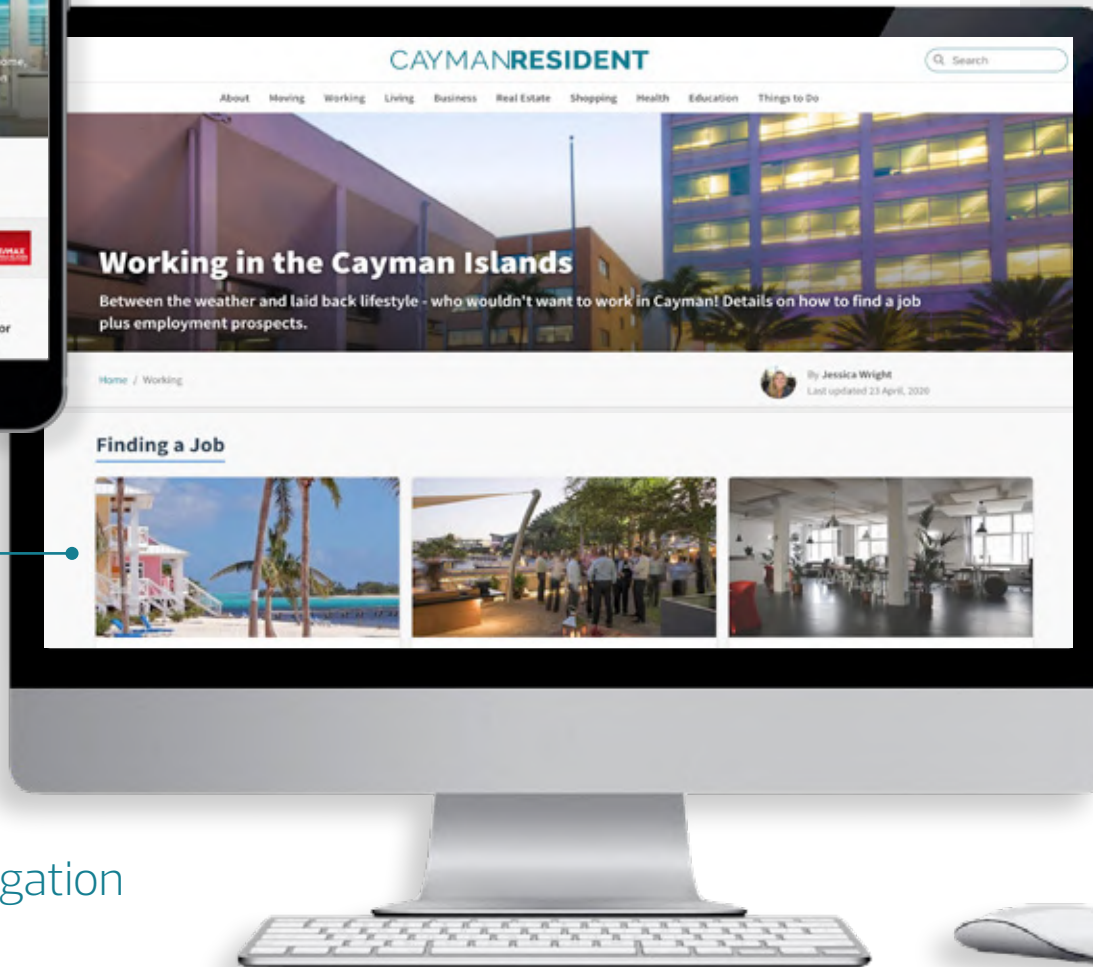 CAYMANRESIDENT
Search
About Moving Working Living Business Real Estate Shopping Health Education Things to Do
Working in the Cayman Islands
Between the weather and laid back lifestyle - who wouldn't want to work in Cayman! Details on how to find a job
plus employment prospects.
Home / Working
By Jessica Wright
Last updated 23 April, 2020
Finding a Job
ome,
or
gation